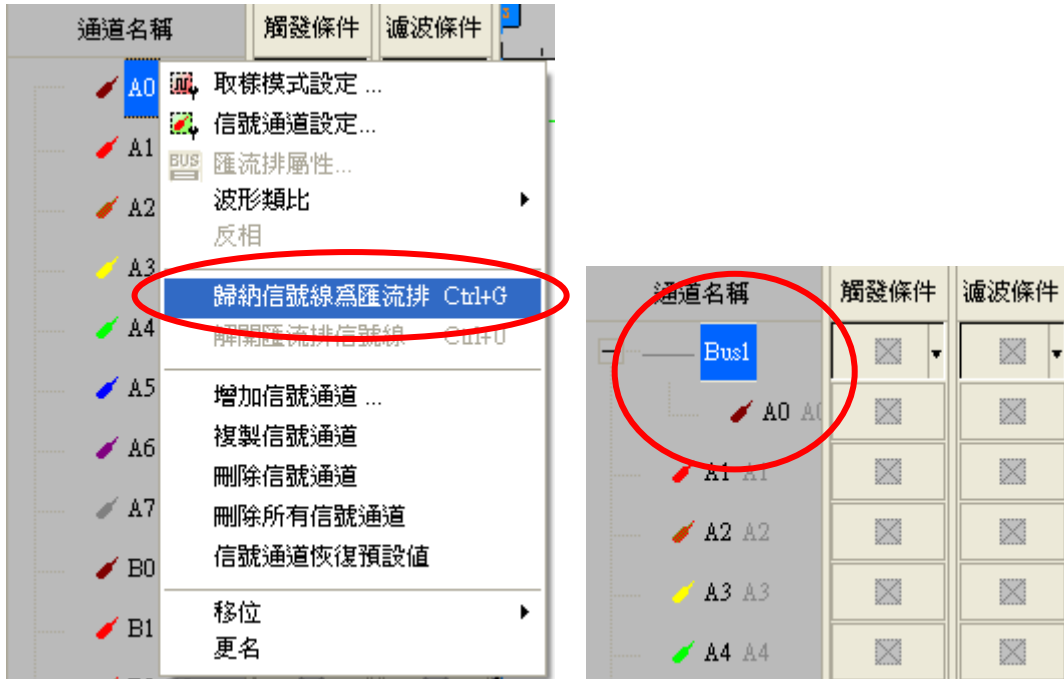 通道名稱 觸發條件 濾波條件 3
A0 取樣模式設定 ...
信號通道設定...
A1
BUS 匯流排屬性...
A2 波形類比
反相
A3
歸納信號線爲匯流排 Ctrl+G
A4 解開匯流排信號線 Ctrl+U
A5 增加信號通道 ...
A6 複製信號通道
刪除信號通道
A7 刪除所有信號通道
B0 信號通道恢復預設値
移位
B1 更名
通道名稱 觸發條件 濾波條件
Bus1
A0 A0
A1 A1
A2 A2
A3 A3
A4 A4